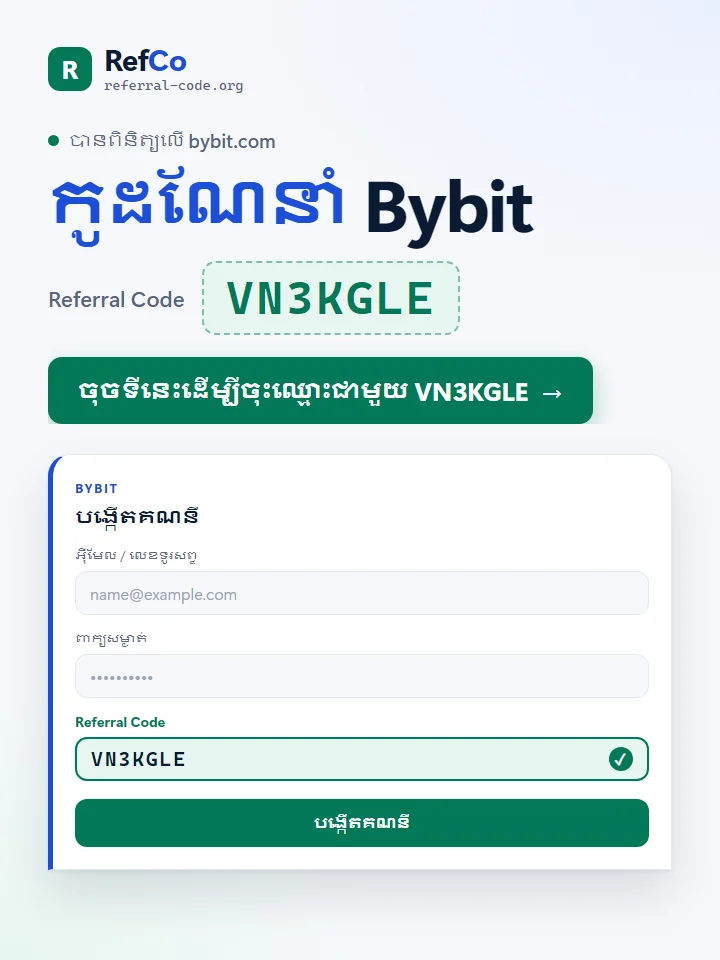 R
RefCo
referral-code.org
បានពិនិត្យលើ bybit.com
កូដណែនាំ Bybit
Referral Code VN3KGLE
ចុចទីនេះដើម្បីចុះឈ្មោះជាមួយ VN3KGLE →
BYBIT
បង្កើតគណនី
អ៊ីមែល / លេខទូរសព្ទ
name@example.com
ពាក្យសម្ងាត់
••••••••••
Referral Code
VN3KGLE
បង្កើតគណនី